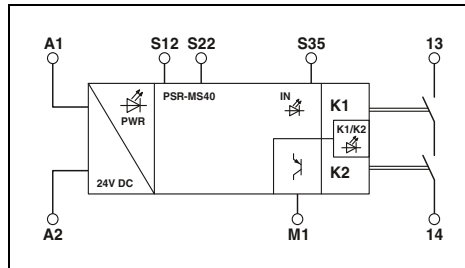 A1 S12 S22 S35 13
PSR-MS40 IN K1
PWR K1/K2
24V DC K2
A2 M1 14